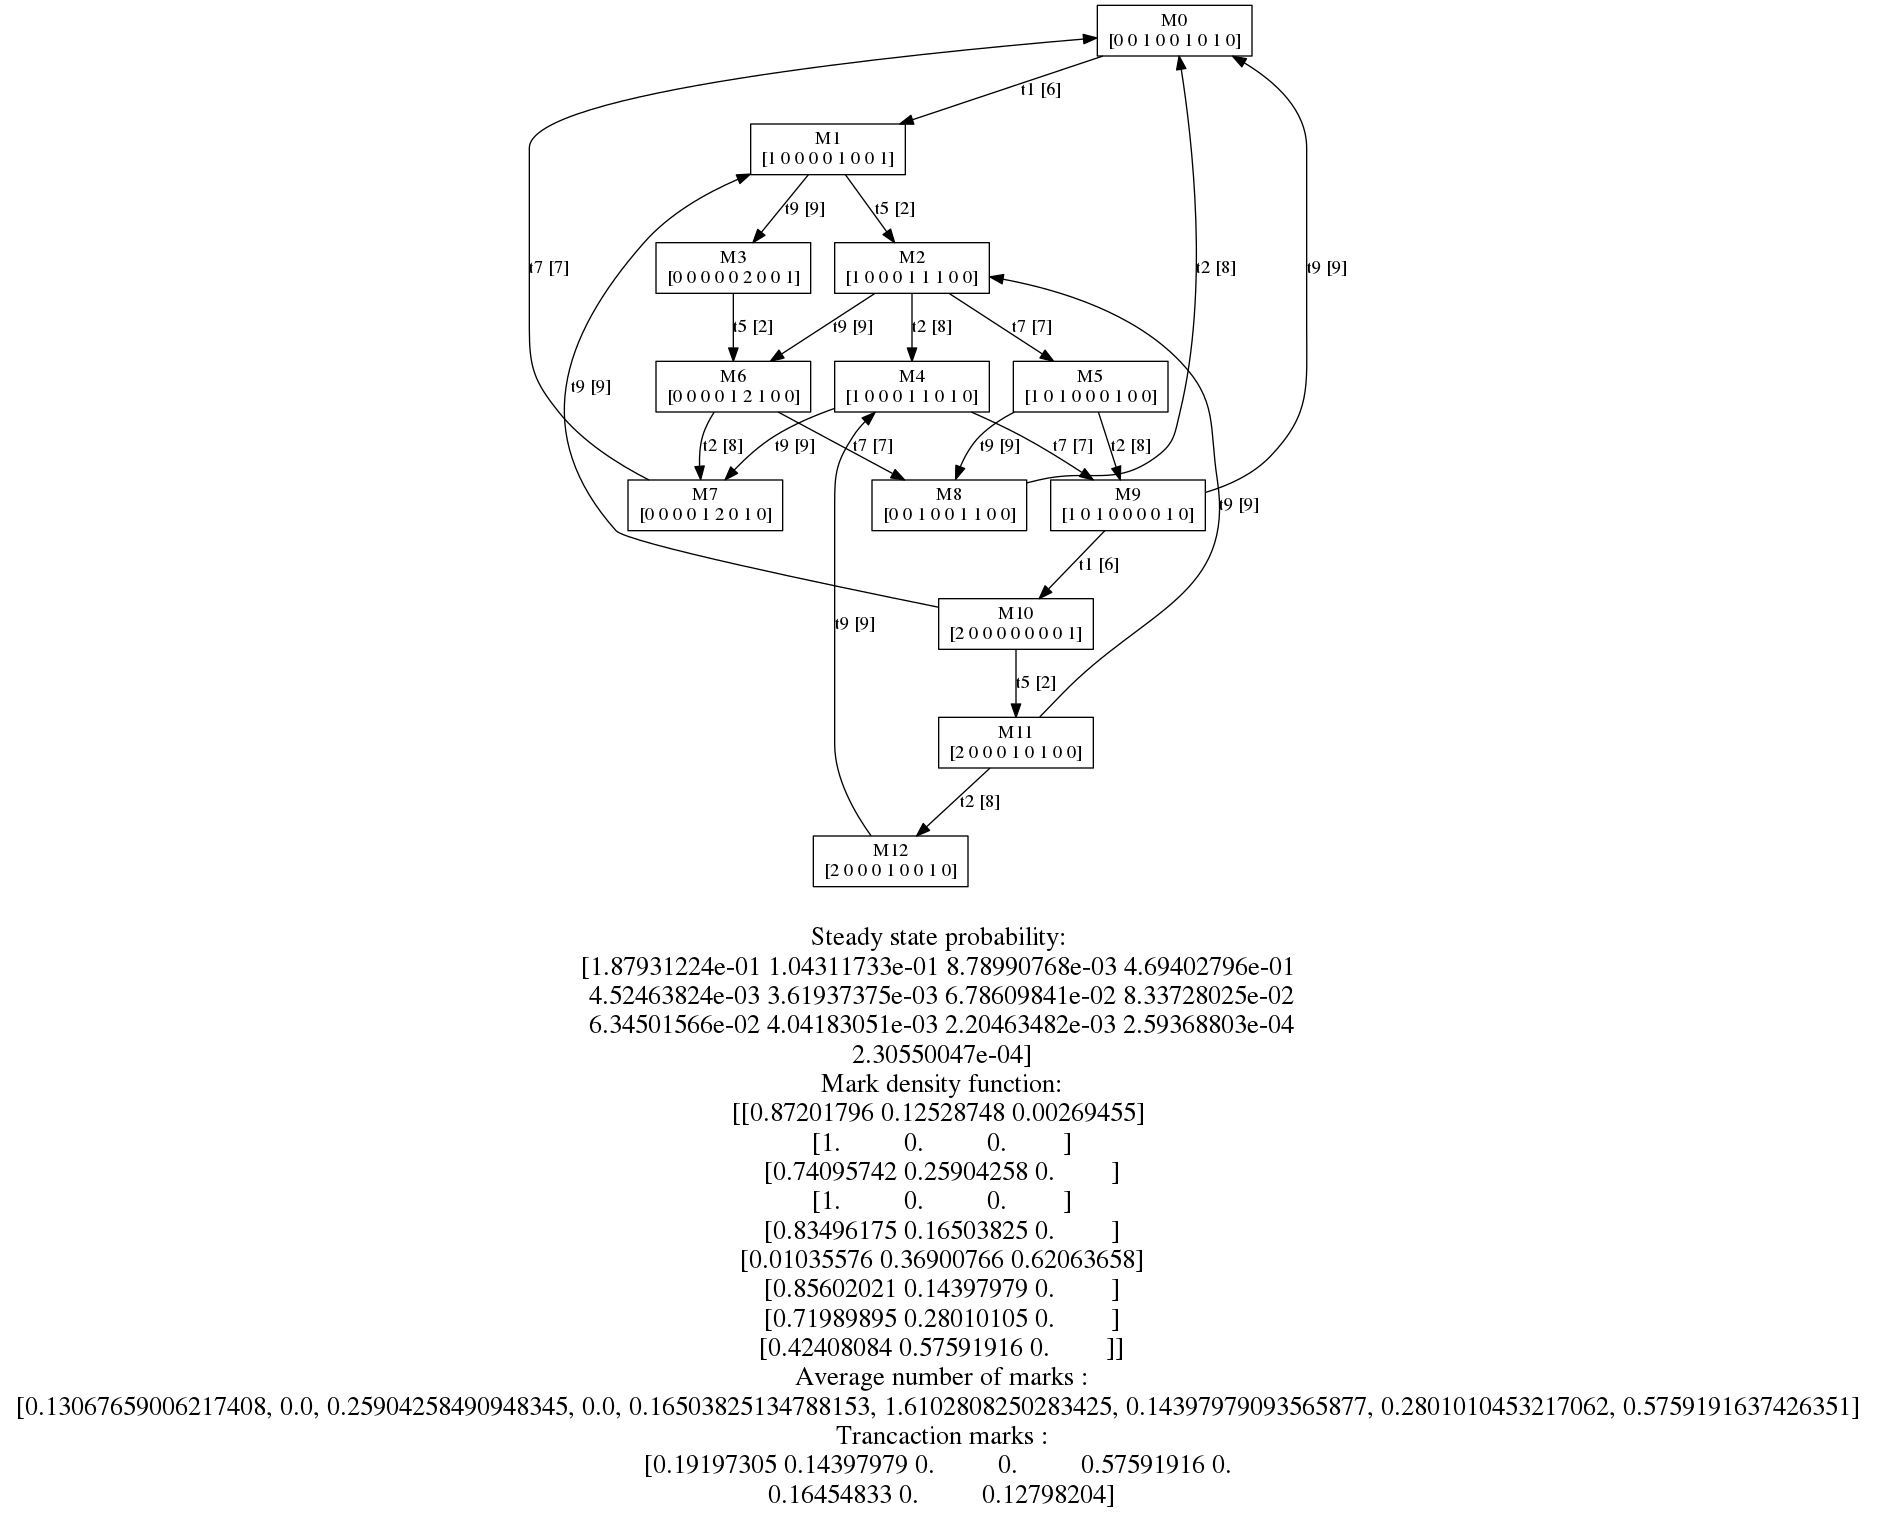 M0
[0 0 1 0 0 1 0 1 0]
t1 [6]
M1
[1 0 0 0 0 1 0 0 1]
t9 [9]
t5 [2]
M3
[0 0 0 0 0 2 0 0 1]
M2
[1 0 0 0 1 1 1 0 0]
t7 [7]
t2 [8]
t9 [9]
t5 [2]
t9 [9]
t2 [8]
t7 [7]
M6
[0 0 0 0 1 2 1 0 0]
M4
[1 0 0 0 1 1 0 1 0]
M5
[1 0 1 0 0 0 1 0 0]
t9 [9]
t2 [8]
t9 [9]
t7 [7]
t9 [9]
t7 [7]
t2 [8]
M7
[0 0 0 0 1 2 0 1 0]
M8
[0 0 1 0 0 1 1 0 0]
M9
[1 0 1 0 0 0 0 1 0]
t9 [9]
t1 [6]
M10
[2 0 0 0 0 0 0 0 1]
t9 [9]
t5 [2]
M11
[2 0 0 0 1 0 1 0 0]
t2 [8]
M12
[2 0 0 0 1 0 0 1 0]
Steady state probability:
[1.87931224e-01 1.04311733e-01 8.78990768e-03 4.69402796e-01
4.52463824e-03 3.61937375e-03 6.78609841e-02 8.33728025e-02
6.34501566e-02 4.04183051e-03 2.20463482e-03 2.59368803e-04
2.30550047e-04]
Mark density function:
[[0.87201796 0.12528748 0.00269455]
[1. 0. 0. ]
[0.74095742 0.25904258 0. ]
[1. 0. 0. ]
[0.83496175 0.16503825 0. ]
[0.01035576 0.36900766 0.62063658]
[0.85602021 0.14397979 0. ]
[0.71989895 0.28010105 0. ]
[0.42408084 0.57591916 0. ]]
Average number of marks :
[0.13067659006217408, 0.0, 0.25904258490948345, 0.0, 0.16503825134788153, 1.6102808250283425, 0.14397979093565877, 0.2801010453217062, 0.5759191637426351]
Trancaction marks :
[0.19197305 0.14397979 0. 0. 0.57591916 0.
0.16454833 0. 0.12798204]